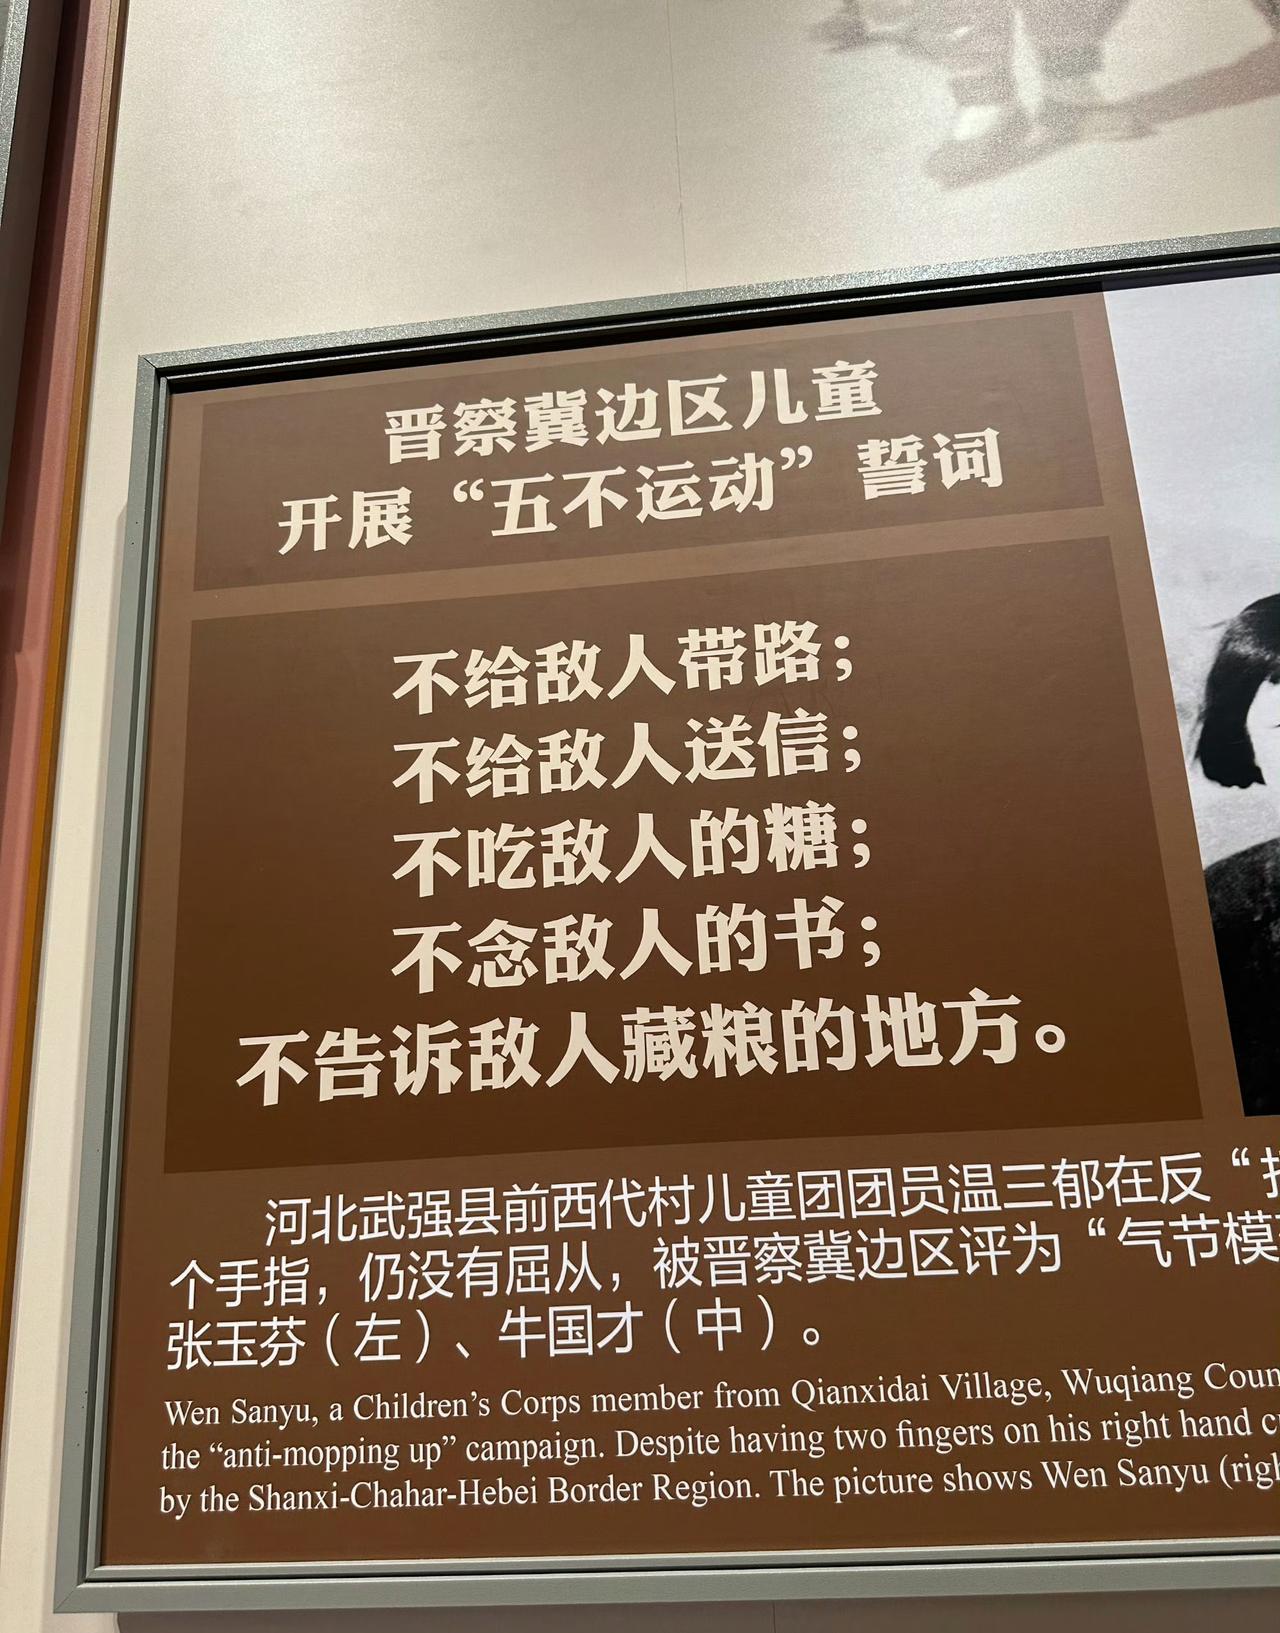 晋察冀边区儿童
开展“五不运动”誓词
不给敌人带路；
不给敌人送信；
不吃敌人的糖；
不念敌人的书；
不告诉敌人藏粮的地方。
河北武强县前西代村儿童团团员温三郁在反“
个手指，仍没有屈从，被晋察冀边区评为“气节模
张玉芬（左）、牛国才（中）。
Wen Sanyu, a Children's Corps member from Qianxidai Village, Wuqiang
the “anti-mopping up” campaign. Despite having two fingers on his right hand
by the Shanxi-Chahar-Hebei Border Region. The picture shows Wen Sanyu